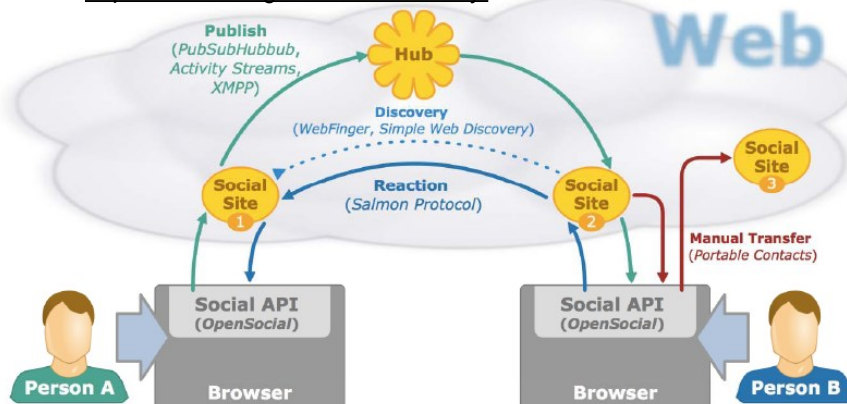 Web
Publish
(PubSubHubbub,
Activity Streams,
XMPP)
Hub
Discovery
(WebFinger, Simple Web Discovery)
Social
Site
1
Reaction
(Salmon Protocol)
Social
Site
2
Social
Site
3
Manual Transfer
(Portable Contacts)
Social API
(OpenSocial)
Browser
Person A
Social API
(OpenSocial)
Browser
Person B